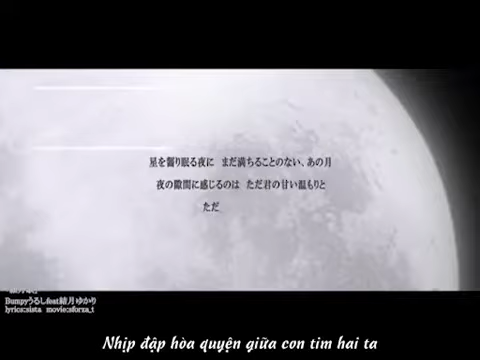 星を齧り眠る夜に まだ満ちることのない、あの月
夜の隙間に感じるのは ただ君の甘い温もりと
ただ
Bumpyうるしfeat結月ゆかり
lyrics:sista movie:sforza_t
Nhịp đập hòa quyện giữa con tim hai ta